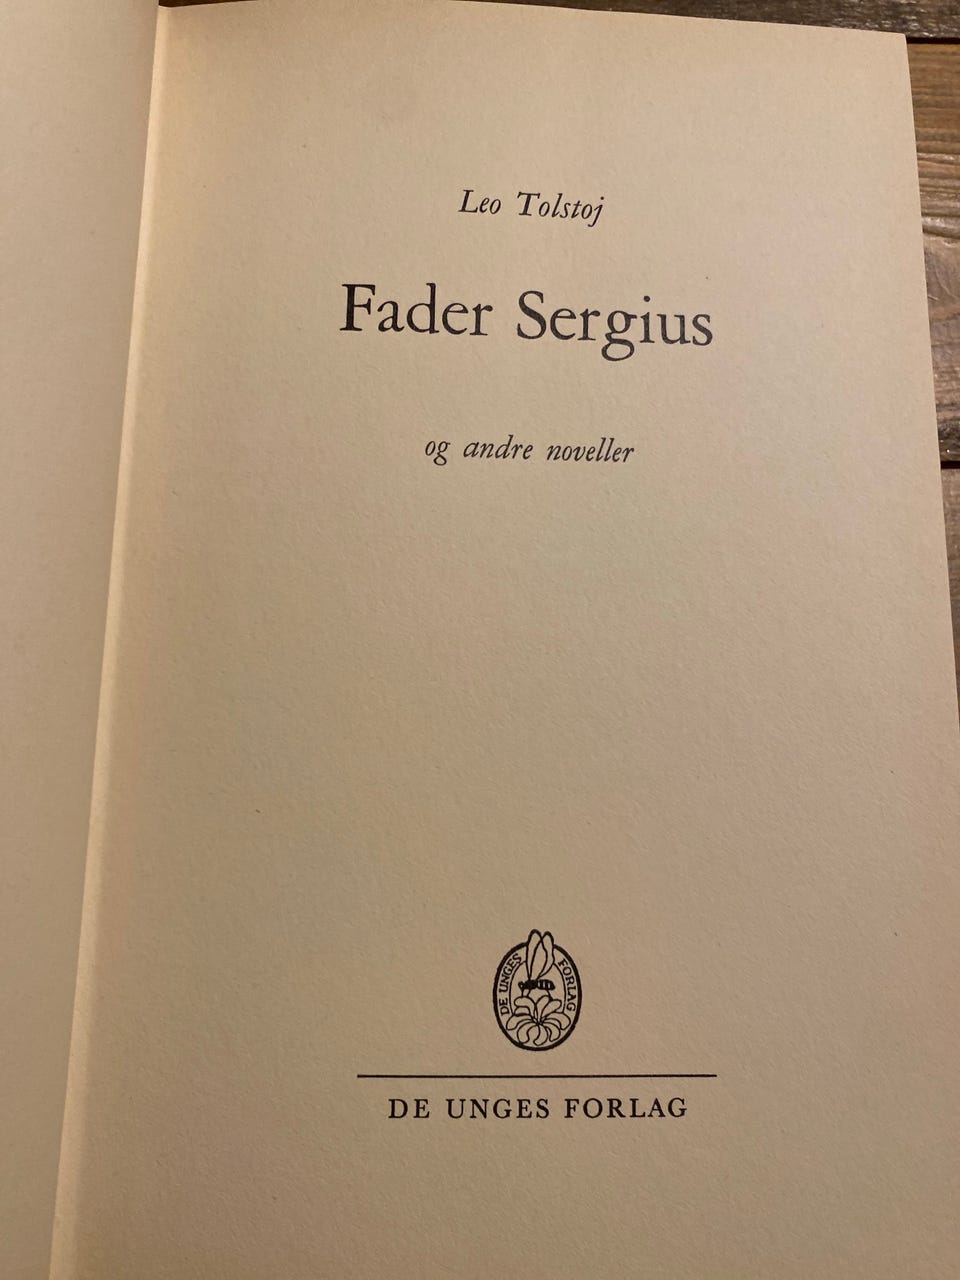 Leo Tolstoj
Fader Sergius
og andre noveller
DE UNGES FORLAG
DE UNGES FORLAG